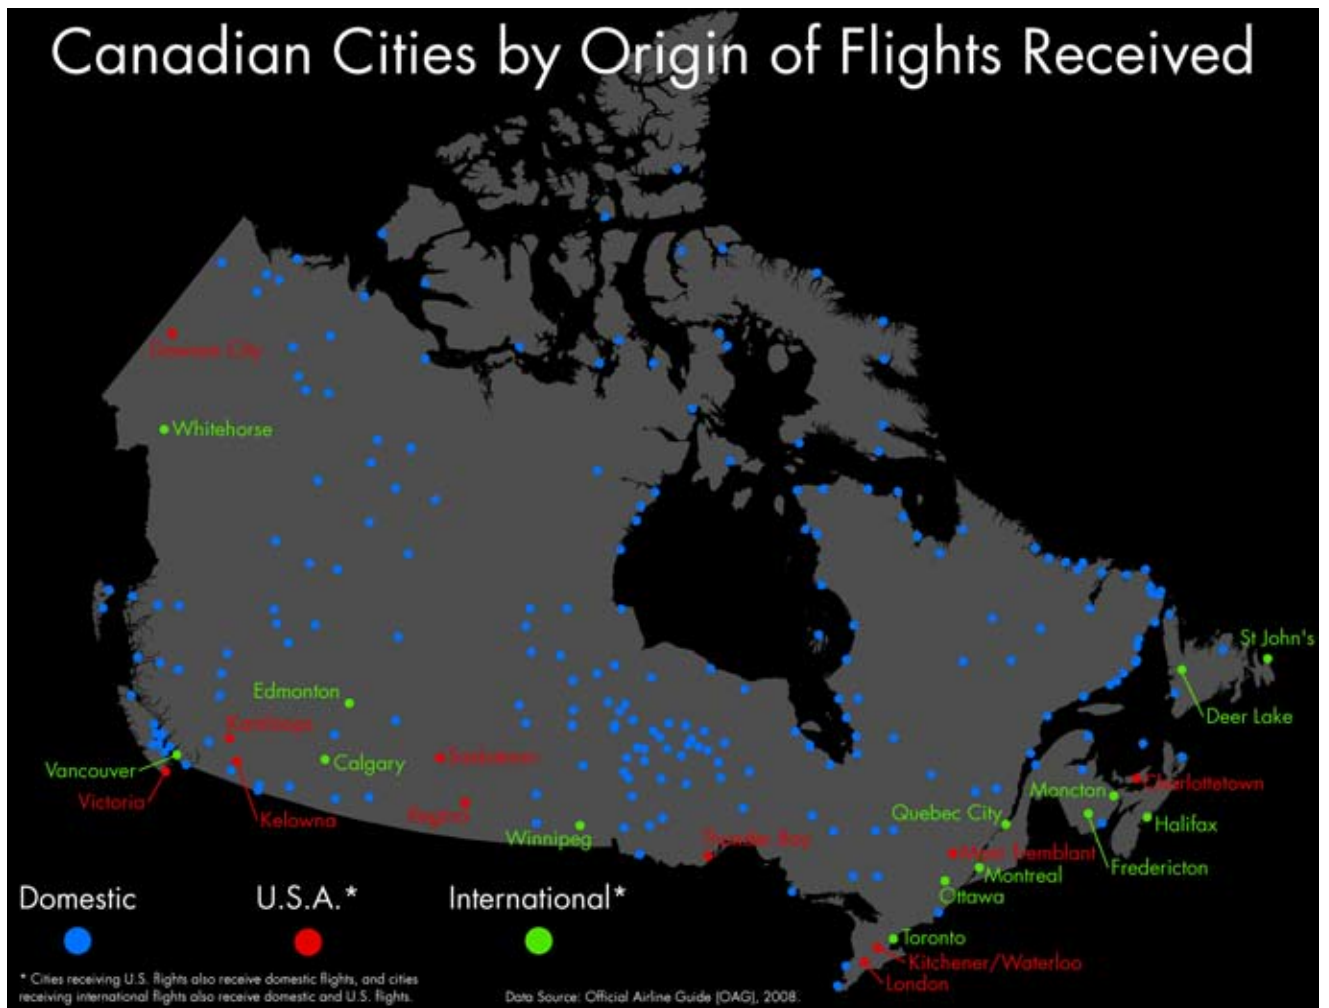 Canadian Cities by Origin of Flights Received
Dawson City
Whitehorse
St John's
Edmonton
Deer Lake
Kamloops
Saskatoon
Vancouver
Calgary
Charlottetown
Moncton
Victoria
Regina
Quebec City
Kelowna
Halifax
Winnipeg
Thunder Bay
Mont Tremblant
Fredericton
Montreal
Ottawa
Domestic
U.S.A.*
International*
Toronto
Kitchener/Waterloo
London
* Cities receiving U.S. flights also receive domestic flights, and cities
receiving international flights also receive domestic and U.S. flights.
Data Source: Official Airline Guide (OAG), 2008.